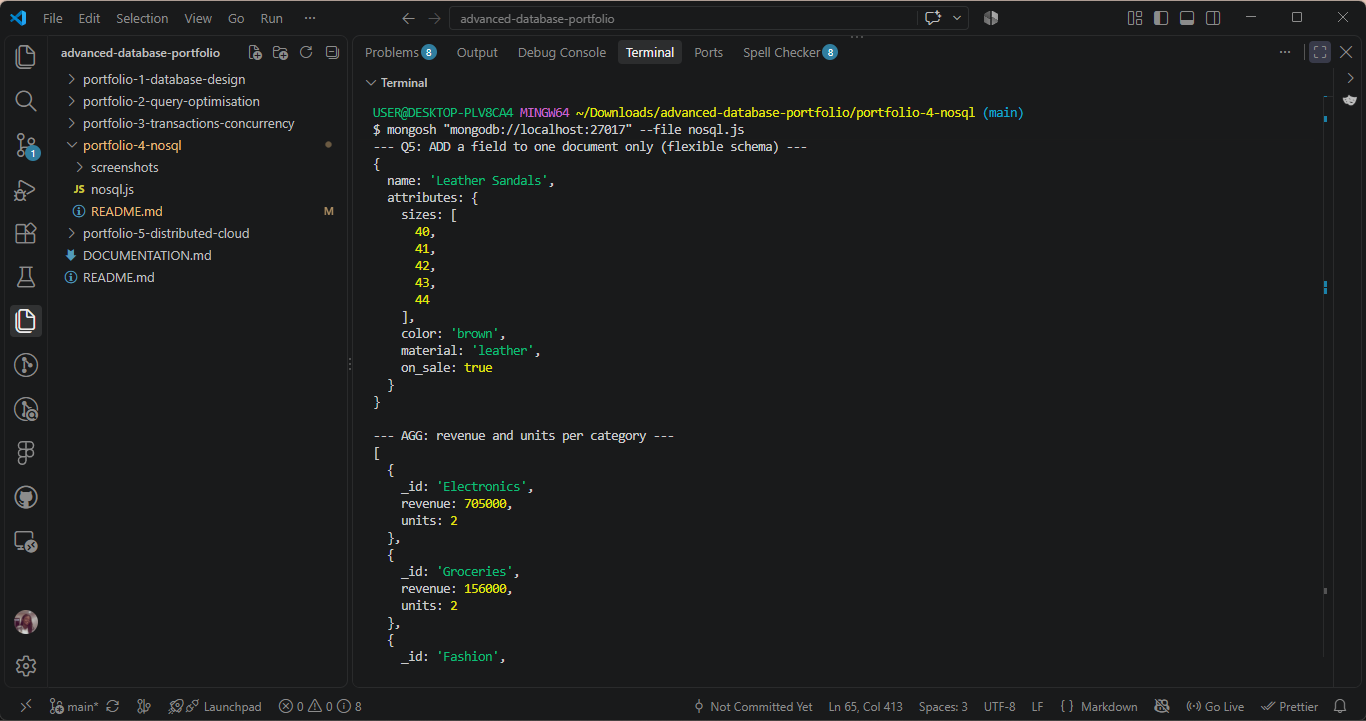 File Edit Selection View Go Run ···
advanced-database-portfolio
advanced-database-portfolio
portfolio-1-database-design
portfolio-2-query-optimisation
portfolio-3-transactions-concurrency
portfolio-4-nosql
screenshots
JS nosql.js
README.md M
portfolio-5-distributed-cloud
DOCUMENTATION.md
README.md
1
Problems 8 Output Debug Console Terminal Ports Spell Checker 8 ···
Terminal
USER@DESKTOP-PLV8CA4 MINGW64 ~/Downloads/advanced-database-portfolio/portfolio-4-nosql (main)
$ mongosh "mongodb://localhost:27017" --file nosql.js
--- Q5: ADD a field to one document only (flexible schema) ---
{
  name: 'Leather Sandals',
  attributes: {
    sizes: [
      40,
      41,
      42,
      43,
      44
    ],
    color: 'brown',
    material: 'leather',
    on_sale: true
  }
}
--- AGG: revenue and units per category ---
[
  {
    _id: 'Electronics',
    revenue: 705000,
    units: 2
  },
  {
    _id: 'Groceries',
    revenue: 156000,
    units: 2
  },
  {
    _id: 'Fashion',
main* Launchpad 0 0 8 Not Committed Yet Ln 65, Col 413 Spaces: 3 UTF-8 LF { } Markdown Go Live Prettier